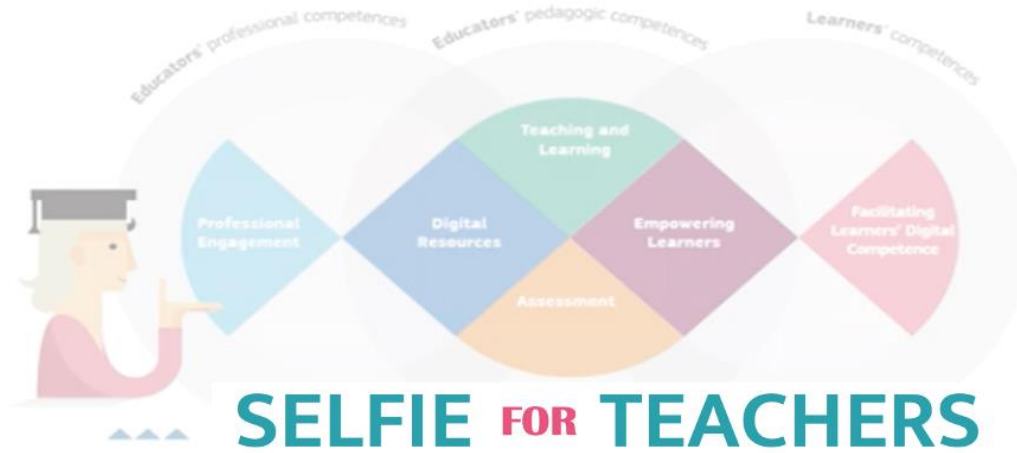 Educators' professional competences
Educators' pedagogic competences
Learners' competences
Teaching and
Learning
Professional
Engagement
Digital
Resources
Empowering
Learners
Facilitating
Learners' Digital
Competence
Assessment
SELFIE FOR TEACHERS